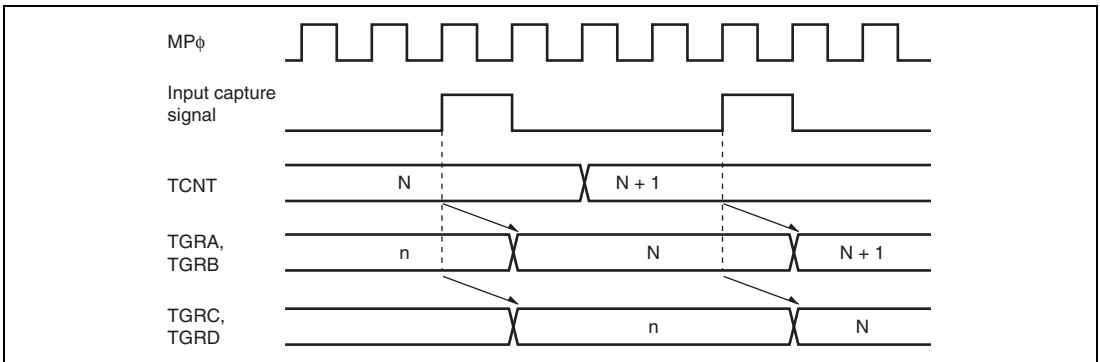 MPφ
Input capture
signal
TCNT
N
N + 1
TGRA,
TGRB
n
N
N + 1
TGRC,
TGRD
n
N